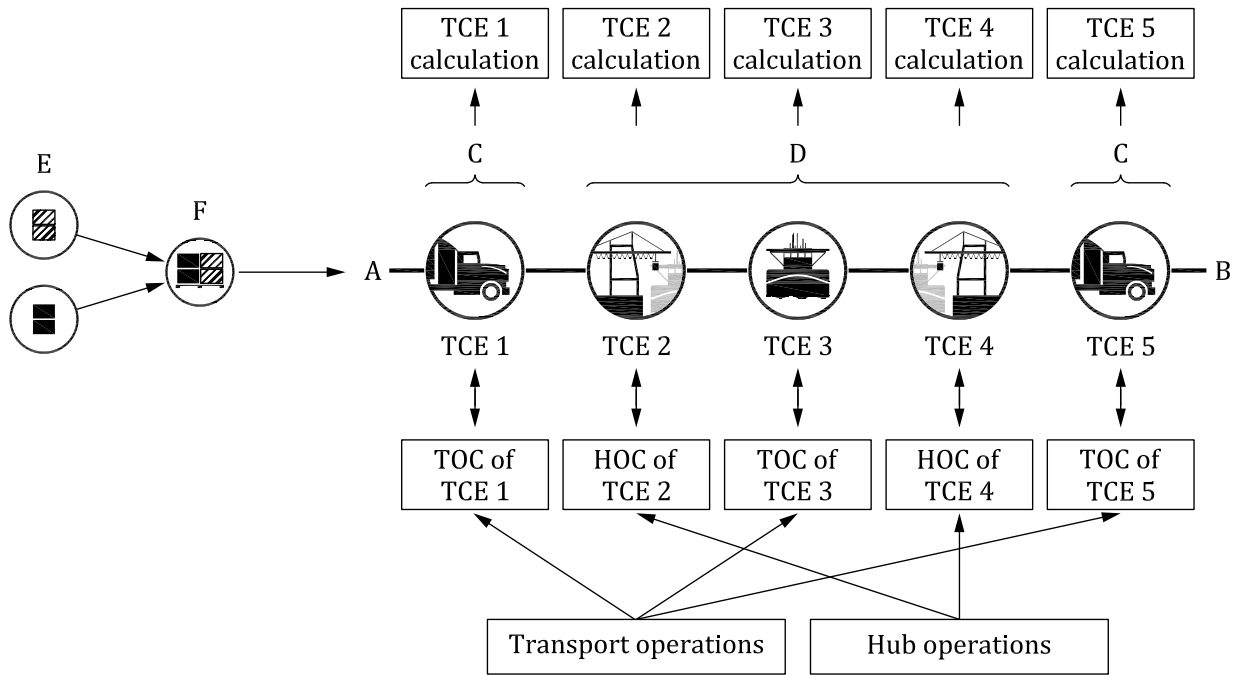 TCE 1
calculation
TCE 2
calculation
TCE 3
calculation
TCE 4
calculation
TCE 5
calculation
C
D
C
E
F
A
B
TCE 1
TCE 2
TCE 3
TCE 4
TCE 5
TOC of
TCE 1
HOC of
TCE 2
TOC of
TCE 3
HOC of
TCE 4
TOC of
TCE 5
Transport operations
Hub operations